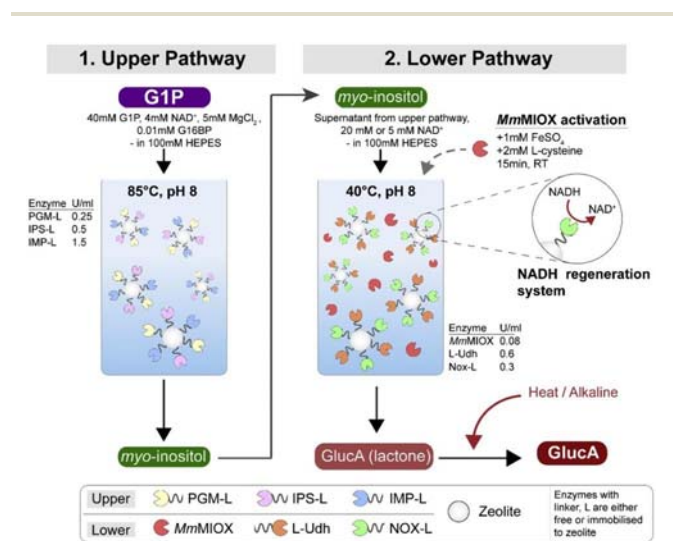 1. Upper Pathway
G1P
40mM G1P, 4mM NAD⁺, 5mM MgCl₂,
0.01mM G16BP
- in 100mM HEPES
85°C, pH 8
Enzyme U/ml
PGM-L 0.25
IPS-L 0.5
IMP-L 1.5
myo-inositol
2. Lower Pathway
myo-inositol
Supernatant from upper pathway,
20 mM or 5 mM NAD⁺
- in 100mM HEPES
MmMIOX activation
+1mM FeSO₄
+2mM L-cysteine
15min, RT
40°C, pH 8
NADH
NAD⁺
NADH regeneration
system
Enzyme U/ml
MmMIOX 0.08
L-Udh 0.6
Nox-L 0.3
Heat / Alkaline
GlucA (lactone)
GlucA
Upper PGM-L IPS-L IMP-L
Lower MmMIOX L-Udh NOX-L
Zeolite
Enzymes with
linker, L are either
free or immobilised
to zeolite